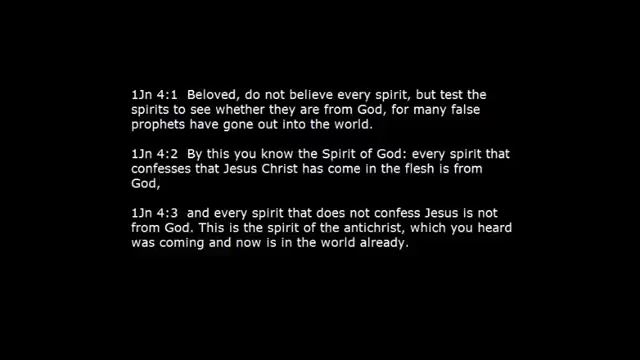 1Jn 4:1  Beloved, do not believe every spirit, but test the
spirits to see whether they are from God, for many false
prophets have gone out into the world.
1Jn 4:2  By this you know the Spirit of God: every spirit that
confesses that Jesus Christ has come in the flesh is from
God,
1Jn 4:3  and every spirit that does not confess Jesus is not
from God. This is the spirit of the antichrist, which you heard
was coming and now is in the world already.